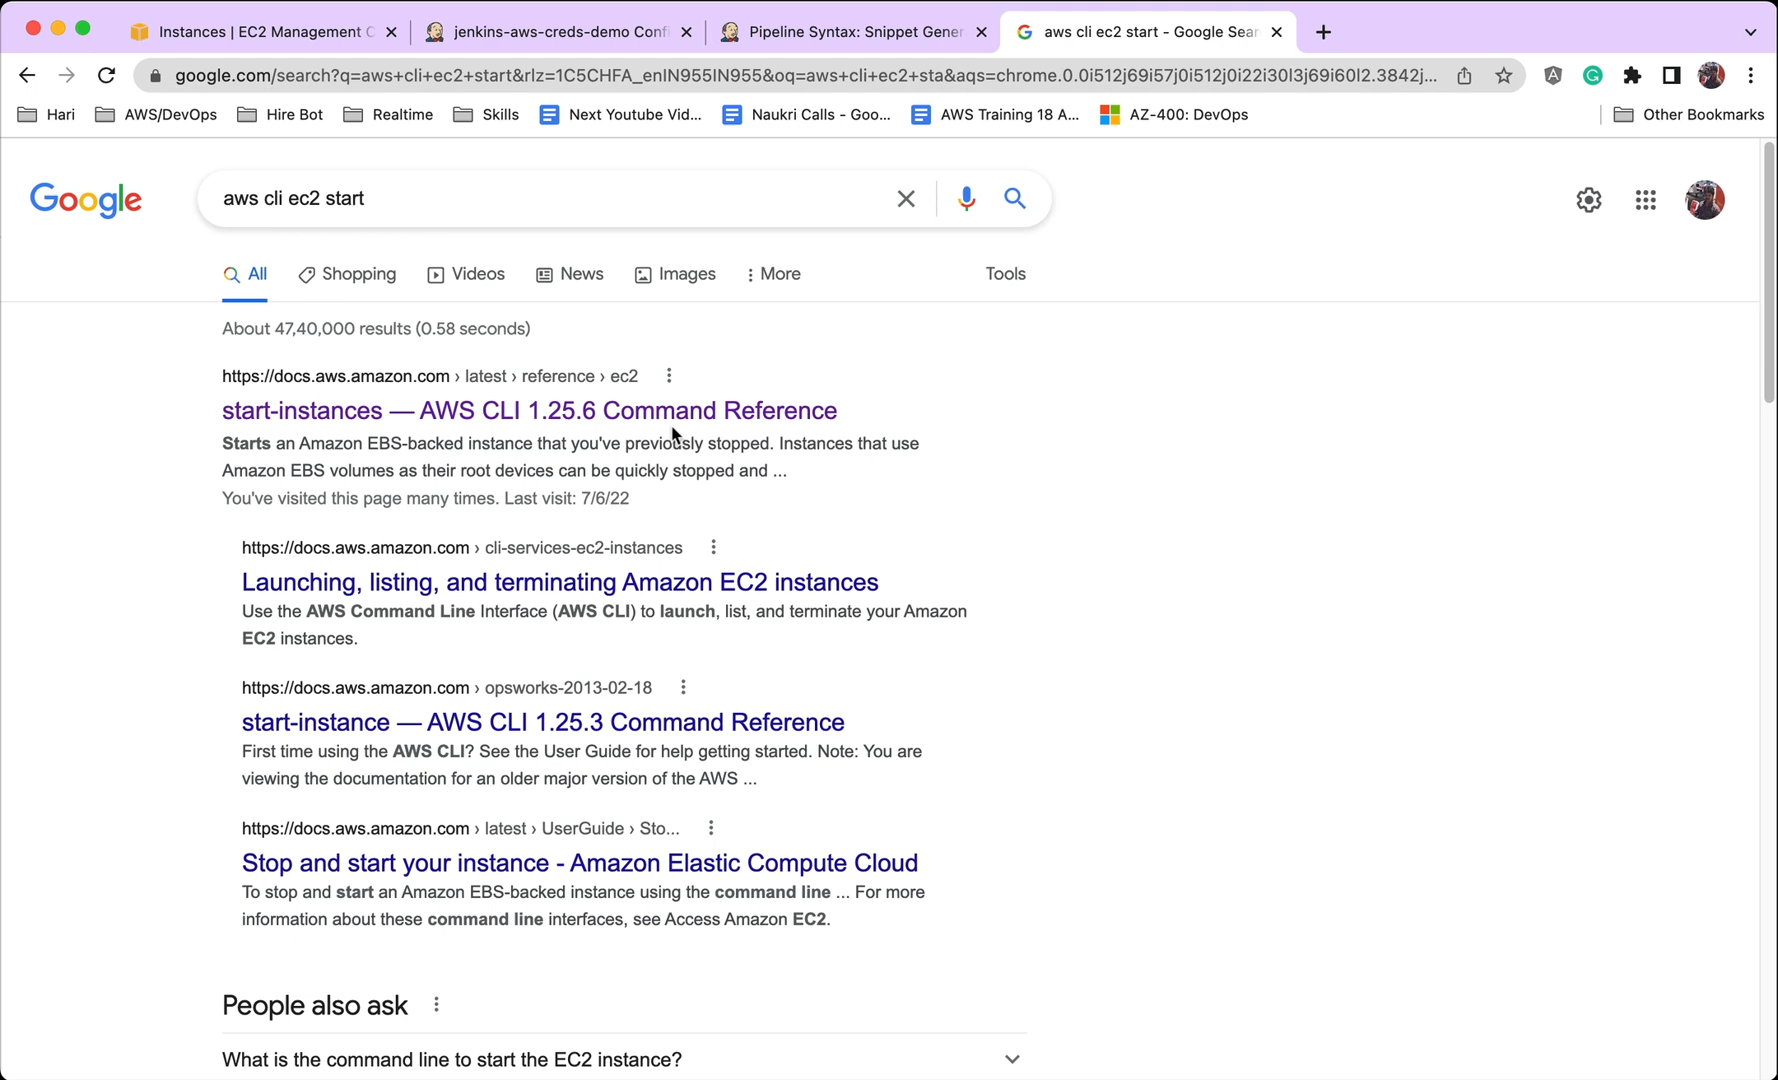 Instances | EC2 Management C
jenkins-aws-creds-demo Confi
Pipeline Syntax: Snippet Gener
aws cli ec2 start - Google Sear
google.com/search?q=aws+cli+ec2+start&rlz=1C5CHFA_enIN955IN955&oq=aws+cli+ec2+sta&aqs=chrome.0.0i512j69i57j0i512j0i22i30l3j69i60l2.3842j...
Hari
AWS/DevOps
Hire Bot
Realtime
Skills
Next Youtube Vid...
Naukri Calls - Goo...
AWS Training 18 A...
AZ-400: DevOps
Other Bookmarks
Google
aws cli ec2 start
All
Shopping
Videos
News
Images
More
Tools
About 47,40,000 results (0.58 seconds)
https://docs.aws.amazon.com › latest › reference › ec2
start-instances — AWS CLI 1.25.6 Command Reference
Starts an Amazon EBS-backed instance that you've previously stopped. Instances that use
Amazon EBS volumes as their root devices can be quickly stopped and ...
You've visited this page many times. Last visit: 7/6/22
https://docs.aws.amazon.com › cli-services-ec2-instances
Launching, listing, and terminating Amazon EC2 instances
Use the AWS Command Line Interface (AWS CLI) to launch, list, and terminate your Amazon
EC2 instances.
https://docs.aws.amazon.com › opsworks-2013-02-18
start-instance — AWS CLI 1.25.3 Command Reference
First time using the AWS CLI? See the User Guide for help getting started. Note: You are
viewing the documentation for an older major version of the AWS ...
https://docs.aws.amazon.com › latest › UserGuide › Sto...
Stop and start your instance - Amazon Elastic Compute Cloud
To stop and start an Amazon EBS-backed instance using the command line ... For more
information about these command line interfaces, see Access Amazon EC2.
People also ask
What is the command line to start the EC2 instance?